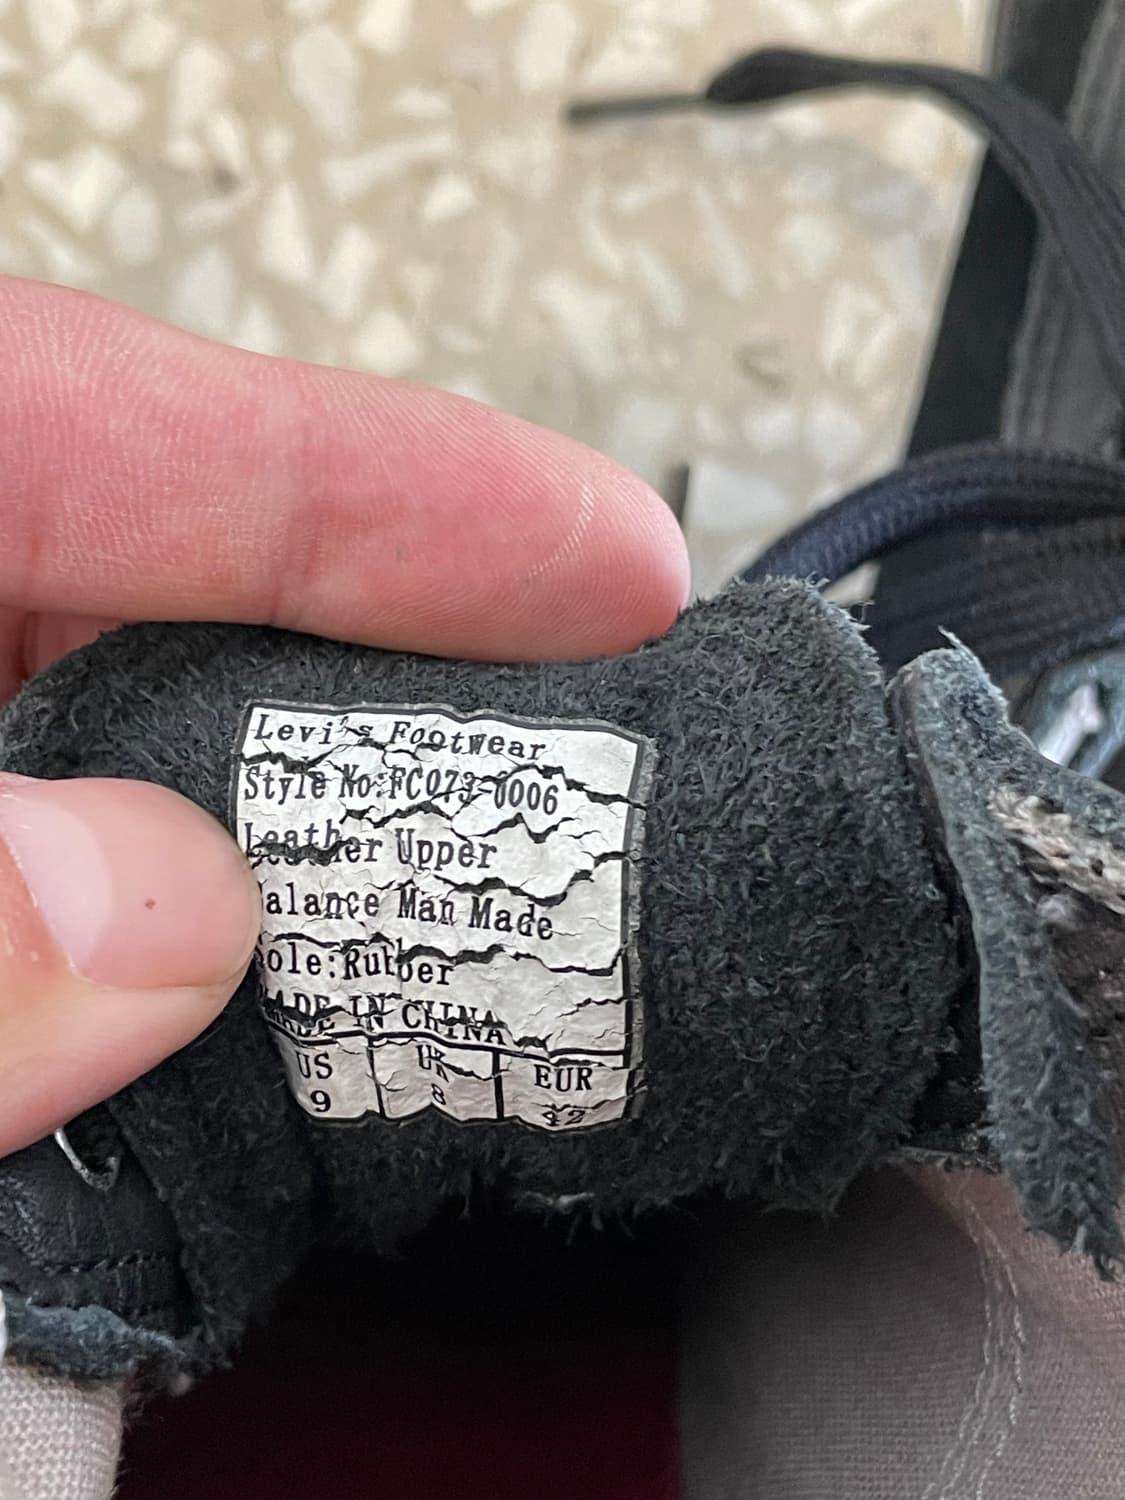 Levi's Footwear
Style No:FC073-0006
Leather Upper
Balance Man Made
Sole:Rubber
MADE IN CHINA
US UK EUR
9 8 42